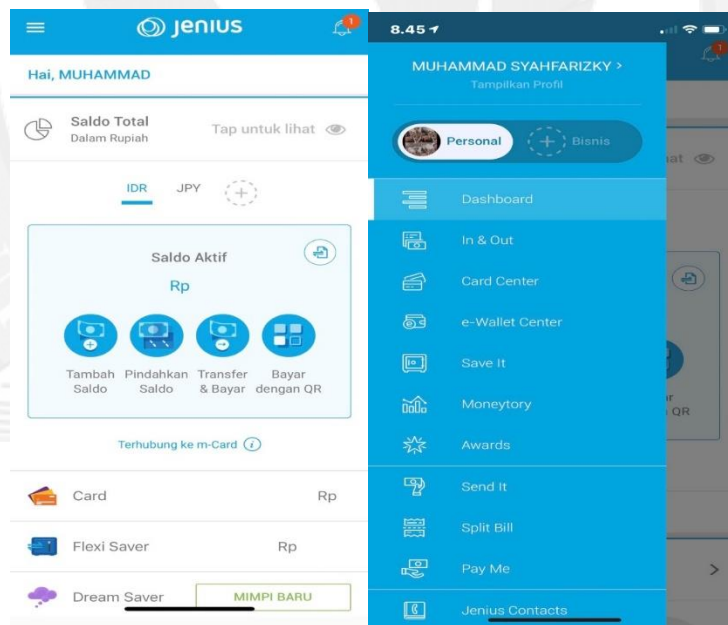 Jenius
1
Hai, MUHAMMAD
Saldo Total
Dalam Rupiah
Tap untuk lihat
IDR JPY
Saldo Aktif
Rp
Tambah Saldo
Pindahkan Saldo
Transfer & Bayar
Bayar dengan QR
Terhubung ke m-Card i
Card Rp
Flexi Saver Rp
Dream Saver MIMPI BARU
8.45
1
MUHAMMAD SYAHFARIZKY >
Tampilkan Profil
Personal Bisnis
at
Dashboard
In & Out
Card Center
e-Wallet Center
Save It
Moneytory
QR
Awards
Send It
Split Bill
Pay Me
Jenius Contacts